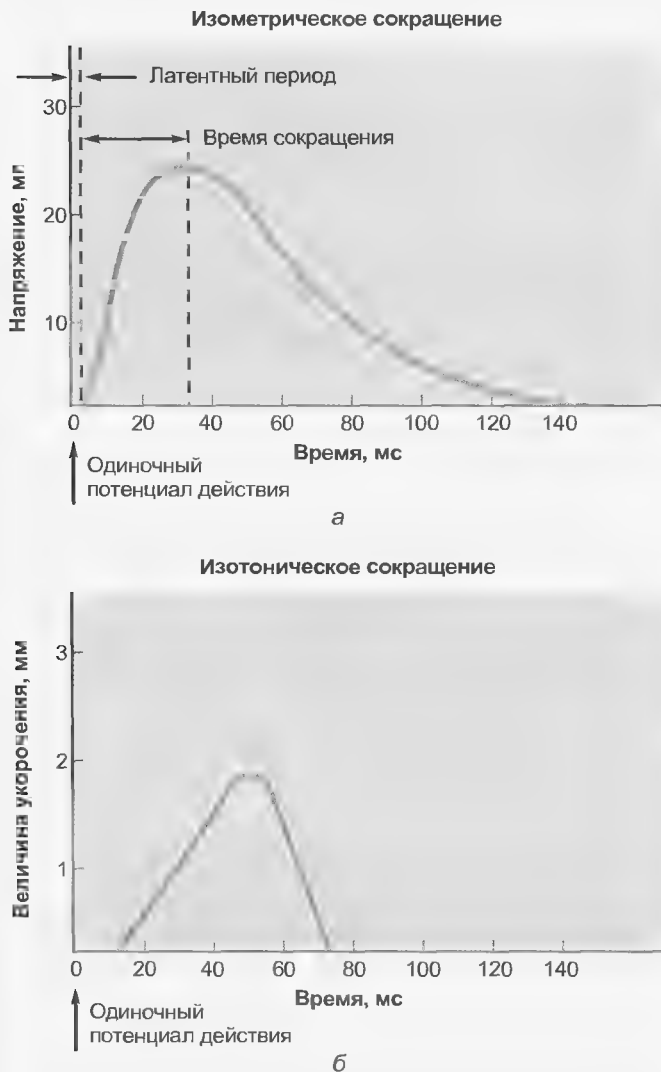 Изометрическое сокращение
Латентный период
Время сокращения
Напряжение, мг
30
20
10
0 20 40 60 80 100 120 140
Время, мс
Одиночный
потенциал действия
а
Изотоническое сокращение
Величина укорочения, мм
3
2
1
0 20 40 60 80 100 120 140
Время, мс
Одиночный
потенциал действия
б